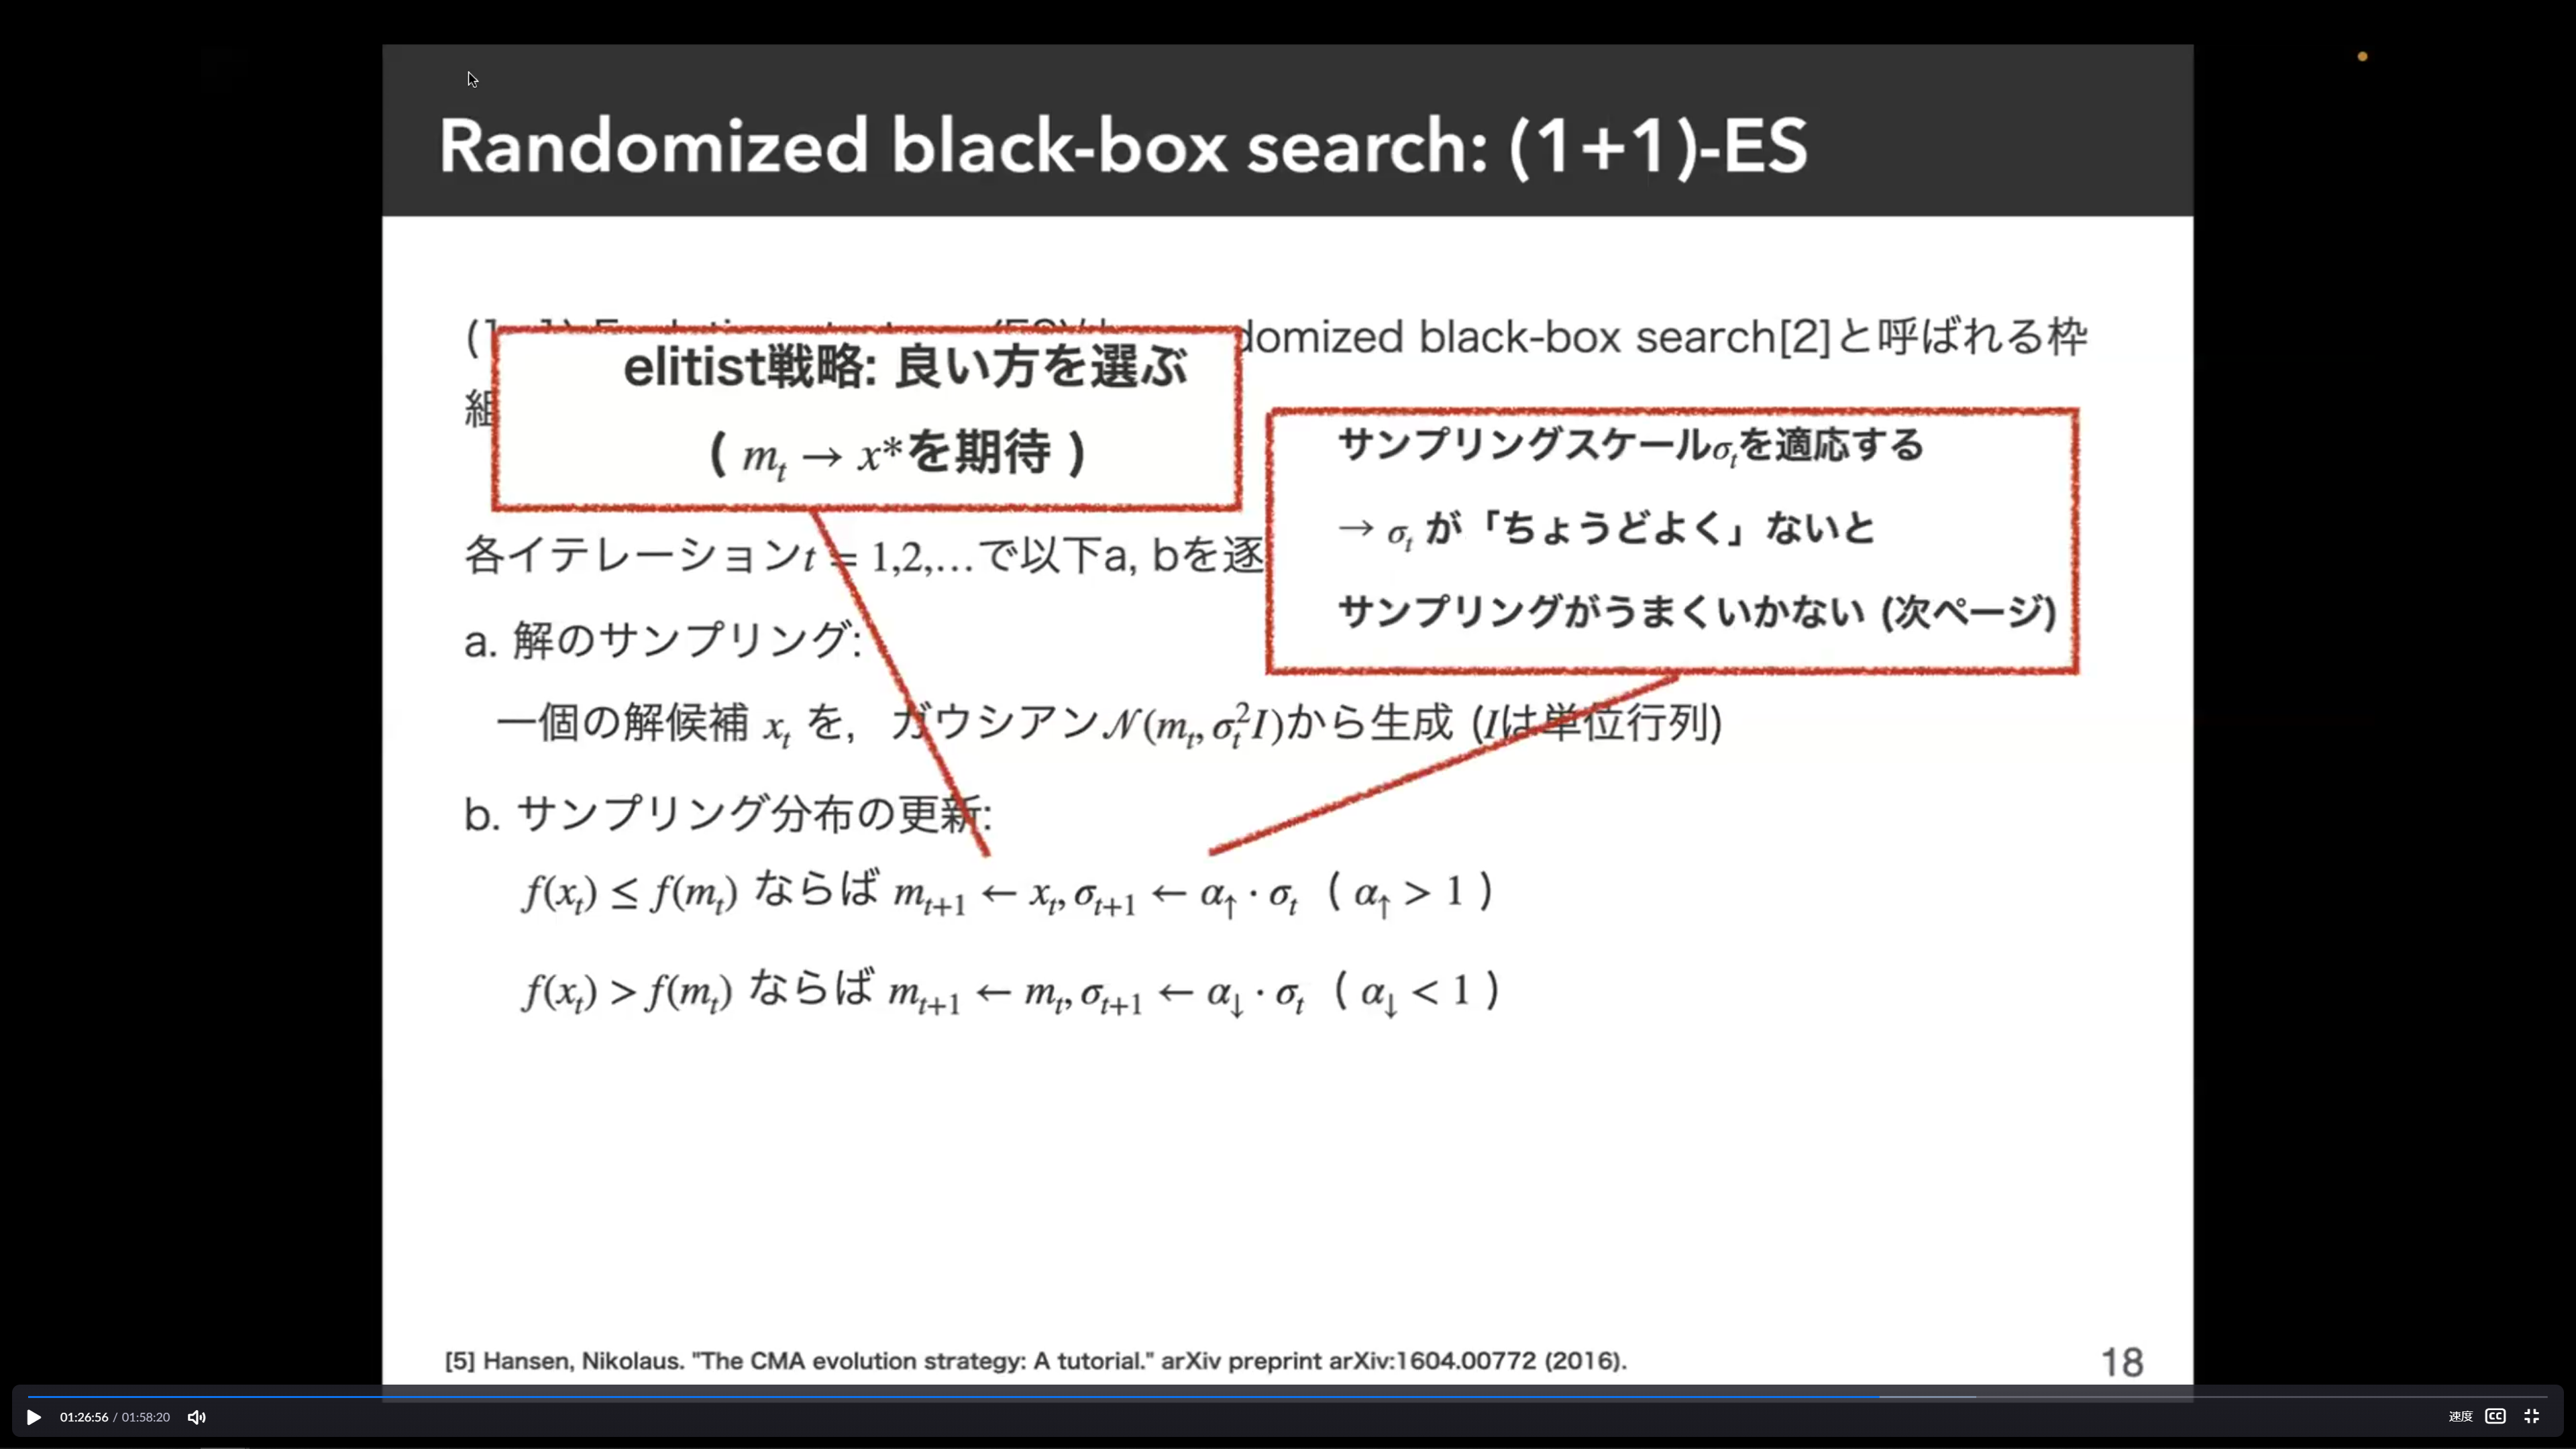 Randomized black-box search: (1+1)-ES
domized black-box search[2]と呼ばれる枠
組
elitist戦略: 良い方を選ぶ
( m_t → x*を期待 )
サンプリングスケールσ_tを適応する
→ σ_t が「ちょうどよく」ないと
サンプリングがうまくいかない (次ページ)
各イテレーションt = 1,2,…で以下a, bを逐
a. 解のサンプリング:
一個の解候補 x_t を, ガウシアン𝒩(m_t, σ_t^2 I)から生成 (Iは単位行列)
b. サンプリング分布の更新:
f(x_t) ≤ f(m_t) ならば m_{t+1} ← x_t, σ_{t+1} ← α_↑ · σ_t ( α_↑ > 1 )
f(x_t) > f(m_t) ならば m_{t+1} ← m_t, σ_{t+1} ← α_↓ · σ_t ( α_↓ < 1 )
[5] Hansen, Nikolaus. "The CMA evolution strategy: A tutorial." arXiv preprint arXiv:1604.00772 (2016).
18
01:26:56 / 01:58:20
速度
CC